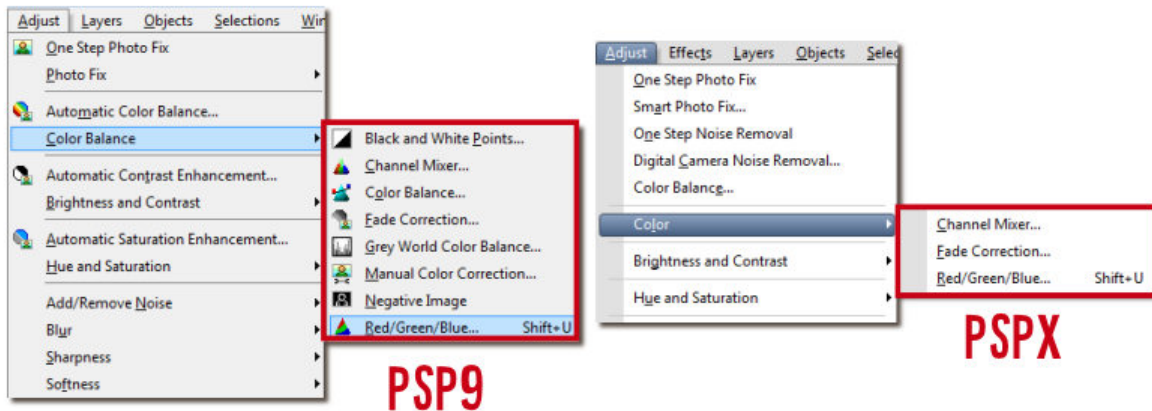 Adjust Layers Objects Selections Wir
One Step Photo Fix
Photo Fix
Automatic Color Balance...
Color Balance
Automatic Contrast Enhancement...
Brightness and Contrast
Automatic Saturation Enhancement...
Hue and Saturation
Add/Remove Noise
Blur
Sharpness
Softness
Black and White Points...
Channel Mixer...
Color Balance...
Fade Correction...
Grey World Color Balance...
Manual Color Correction...
Negative Image
Red/Green/Blue... Shift+U
PSP9
Adjust Effects Layers Objects Selec
One Step Photo Fix
Smart Photo Fix...
One Step Noise Removal
Digital Camera Noise Removal...
Color Balance...
Color
Brightness and Contrast
Hue and Saturation
Channel Mixer...
Fade Correction...
Red/Green/Blue... Shift+U
PSPX